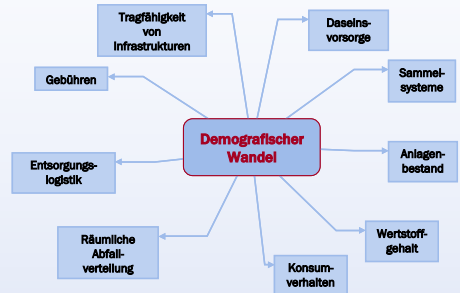 Tragfähigkeit
von
Infrastrukturen
Daseins-
vorsorge
Gebühren
Sammel-
systeme
Demografischer
Wandel
Entsorgungs-
logistik
Anlagen-
bestand
Räumliche
Abfall-
verteilung
Wertstoff-
gehalt
Konsum-
verhalten